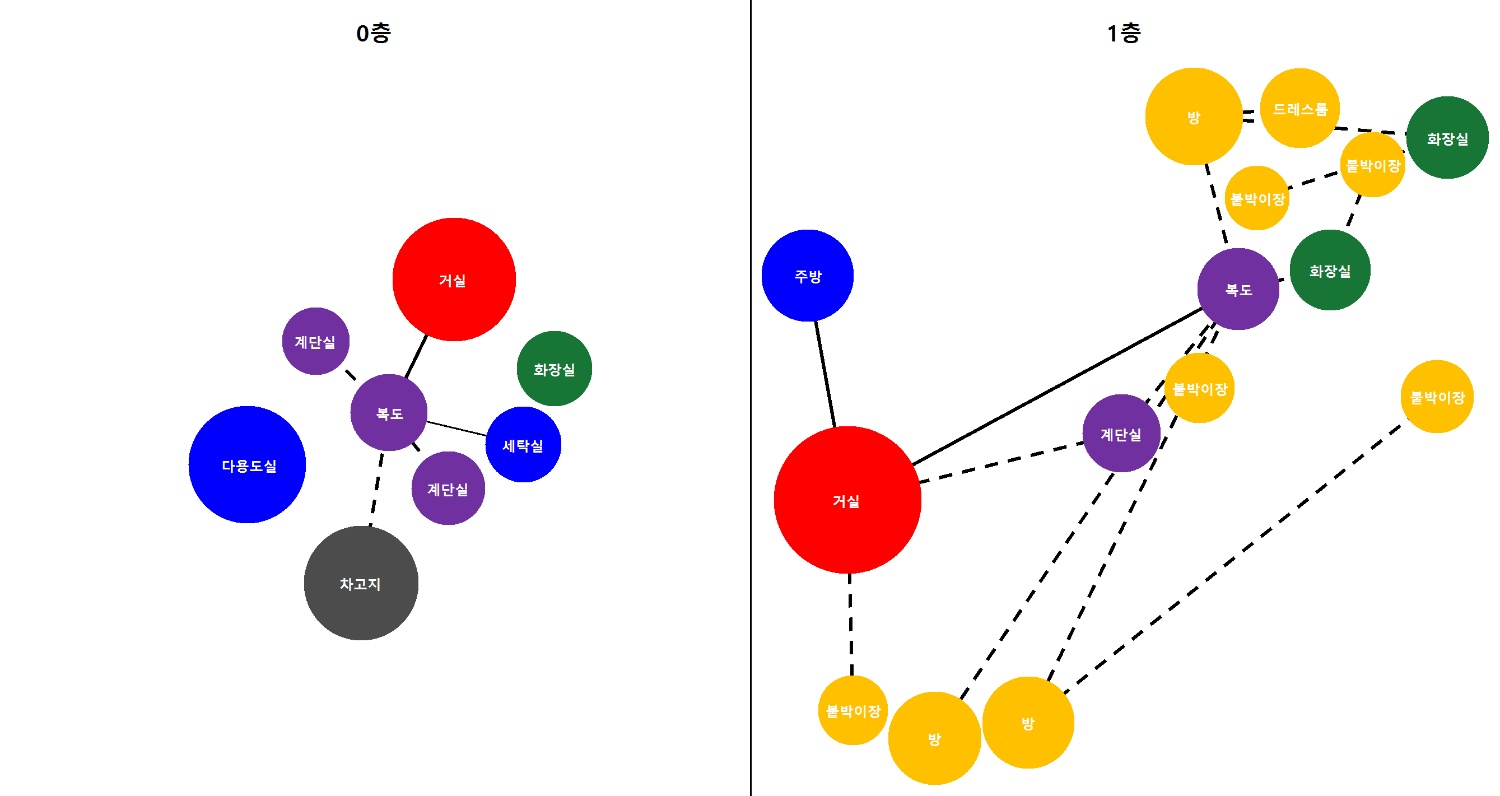 0층
거실
계단실
화장실
복도
세탁실
다용도실
계단실
차고지
1층
방
드레스룸
화장실
붙박이장
붙박이장
주방
복도
화장실
붙박이장
붙박이장
계단실
거실
붙박이장
방
방